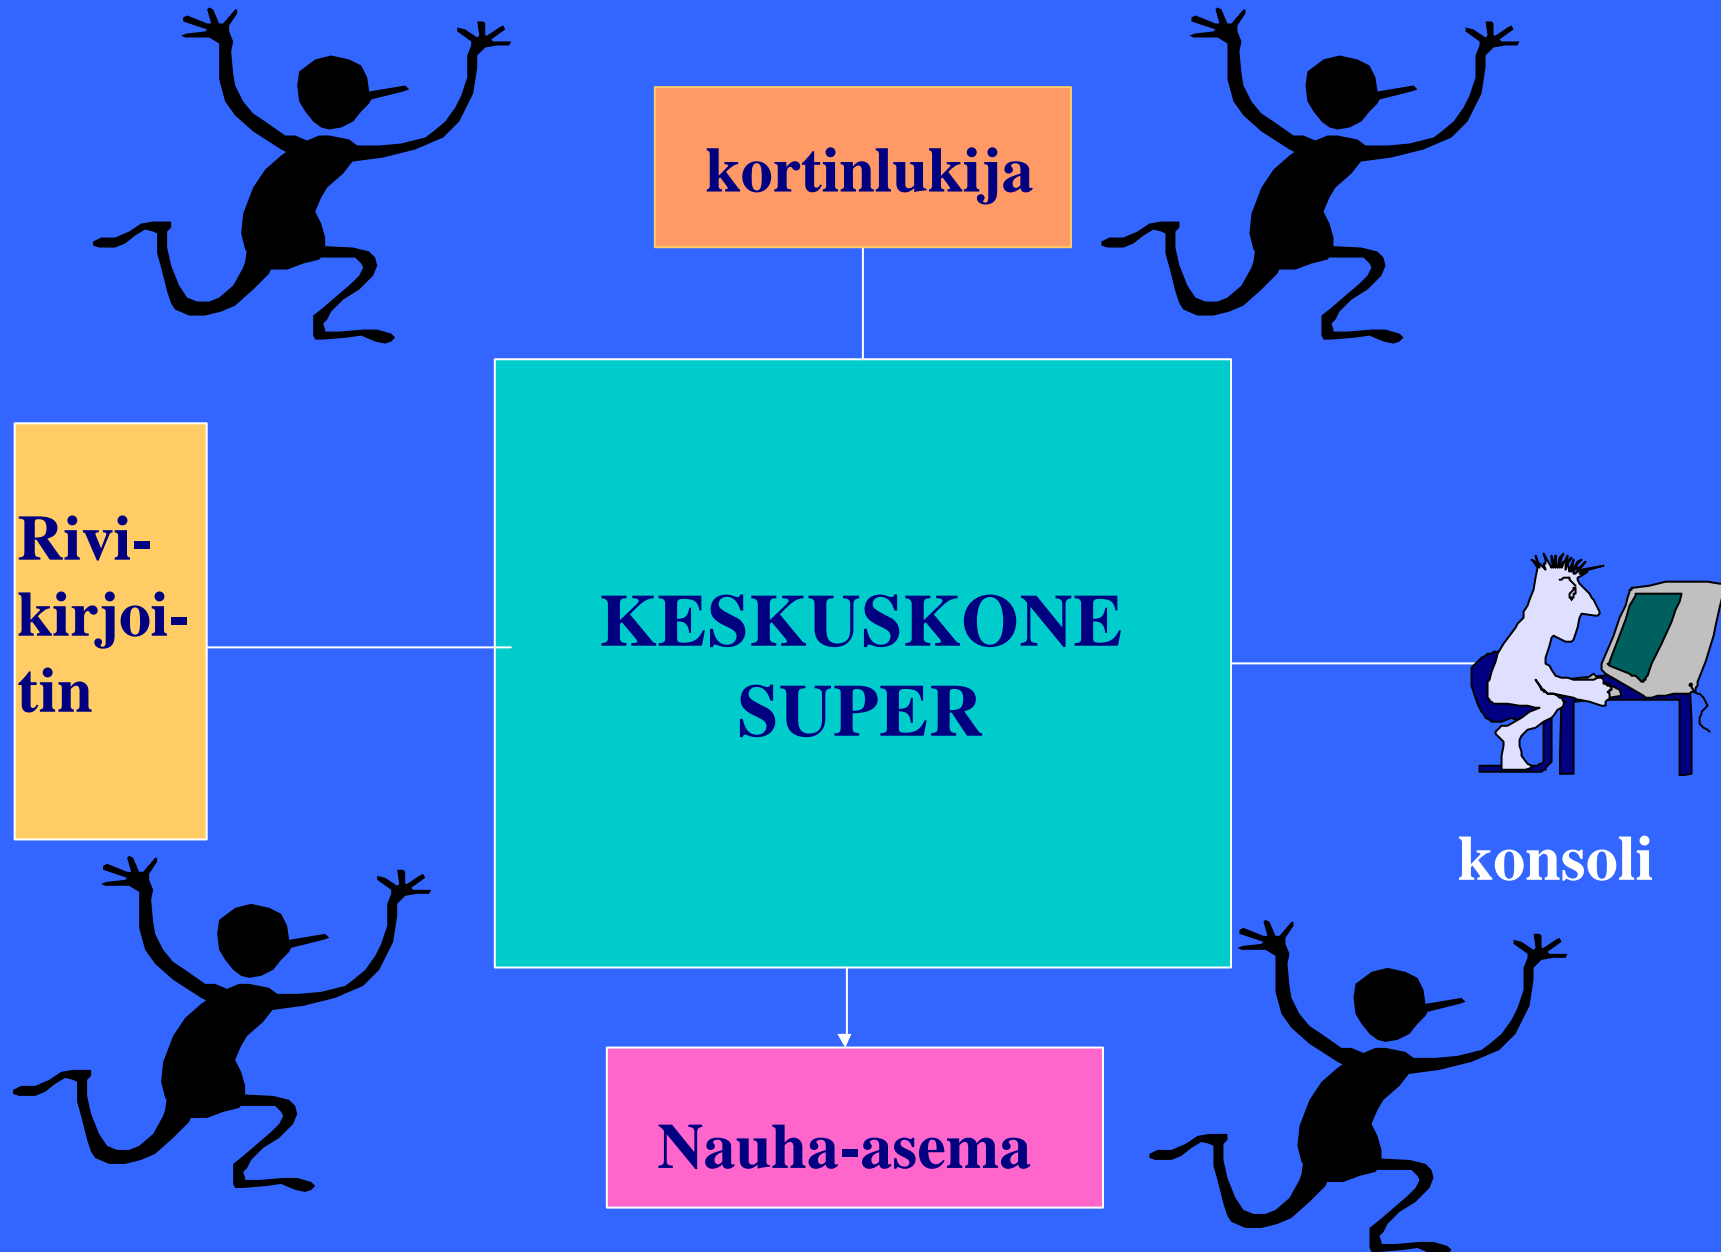 kortinlukija
Rivi-
kirjoi-
tin
KESKUSKONE
SUPER
konsoli
Nauha-asema